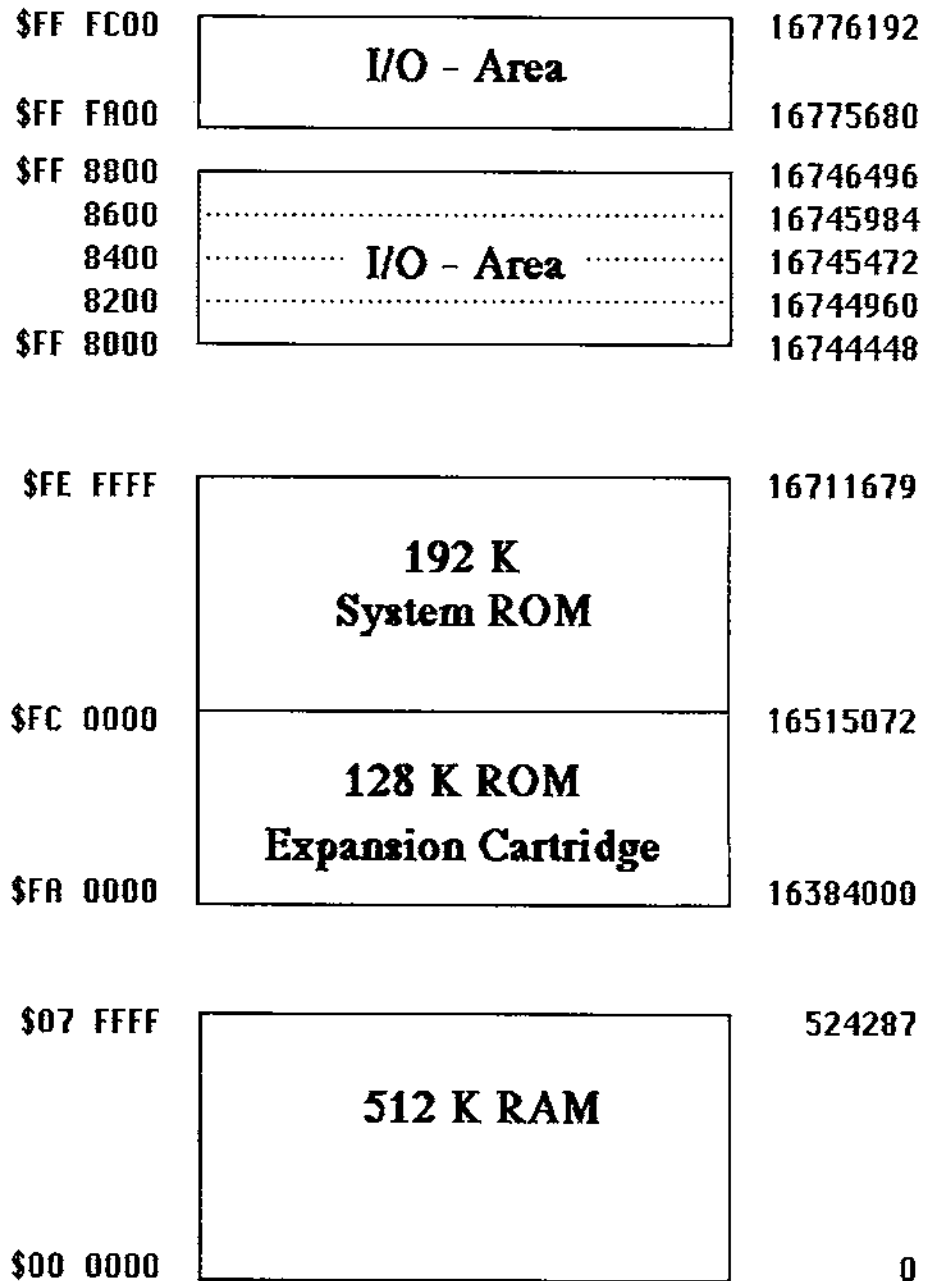 $FF FC00 16776192
I/O - Area
$FF FA00 16775680
$FF 8800 16746496
8600 16745984
8400 I/O - Area 16745472
8200 16744960
$FF 8000 16744448
$FE FFFF 16711679
192 K
System ROM
$FC 0000 16515072
128 K ROM
Expansion Cartridge
$FA 0000 16384000
$07 FFFF 524287
512 K RAM
$00 0000 0